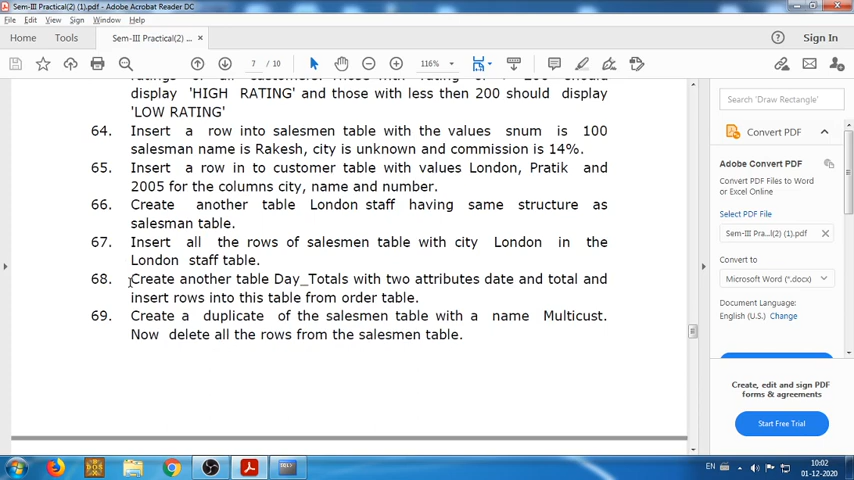 Sem-III Practical(2) (1).pdf - Adobe Acrobat Reader DC
File Edit View Sign Window Help
Home Tools Sem-III Practical(2) ... × Sign In
7 / 10 116%
display 'HIGH RATING' and those with less then 200 should display
'LOW RATING'
64. Insert a row into salesmen table with the values snum is 100
salesman name is Rakesh, city is unknown and commission is 14%.
65. Insert a row in to customer table with values London, Pratik and
2005 for the columns city, name and number.
66. Create another table London staff having same structure as
salesman table.
67. Insert all the rows of salesmen table with city London in the
London staff table.
68. Create another table Day_Totals with two attributes date and total and
insert rows into this table from order table.
69. Create a duplicate of the salesmen table with a name Multicust.
Now delete all the rows from the salesmen table.
Search 'Draw Rectangle'
Convert PDF
Adobe Convert PDF
Convert PDF Files to Word
or Excel Online
Select PDF File
Sem-III Pra...l(2) (1).pdf ×
Convert to
Microsoft Word (*.docx)
Document Language:
English (U.S.) Change
Create, edit and sign PDF
forms & agreements
Start Free Trial
EN
10:02
01-12-2020